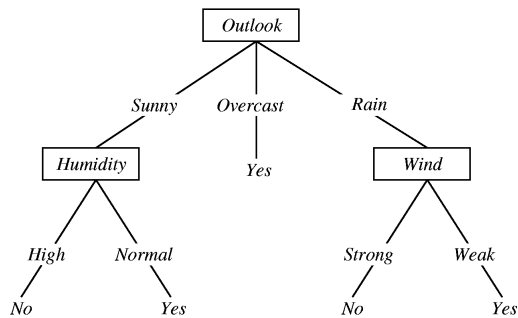 Outlook
Sunny Overcast Rain
Humidity Yes Wind
High Normal Strong Weak
No Yes No Yes